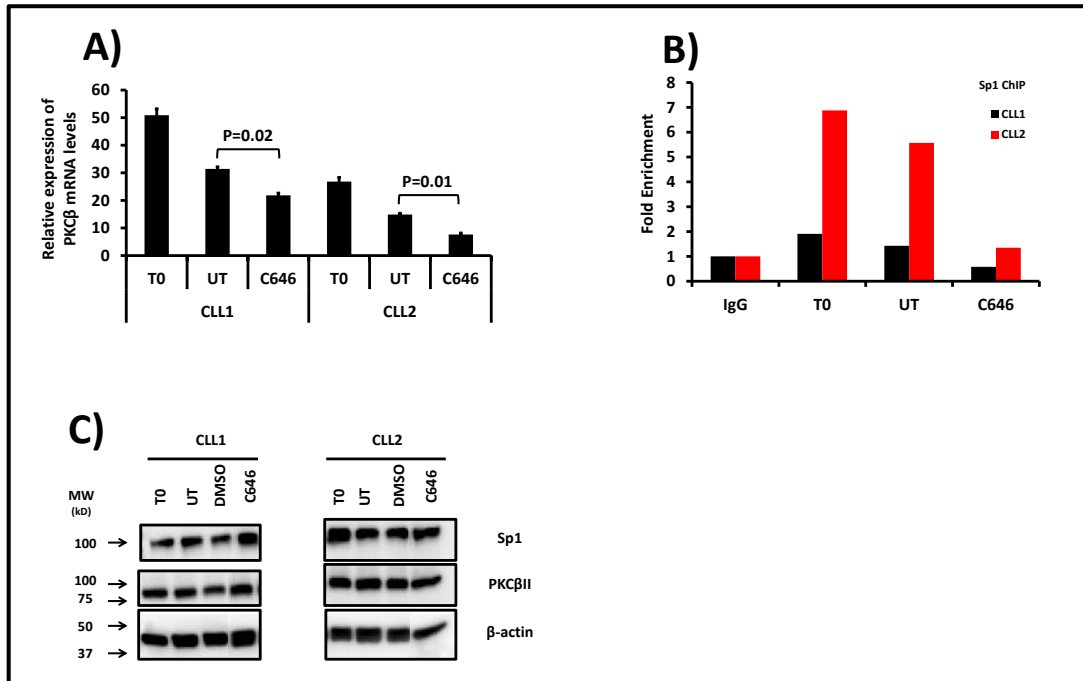 A)
Relative expression of
PKCβ mRNA levels
60
50
40
30
20
10
0
P=0.02
P=0.01
T0 UT C646 T0 UT C646
CLL1 CLL2
B)
Fold Enrichment
8
7
6
5
4
3
2
1
0
Sp1 ChIP
CLL1
CLL2
IgG T0 UT C646
C)
CLL1 CLL2
MW
(kD)
T0 UT DMSO C646 T0 UT DMSO C646
100 Sp1
100
75
PKCβII
50
37
β-actin